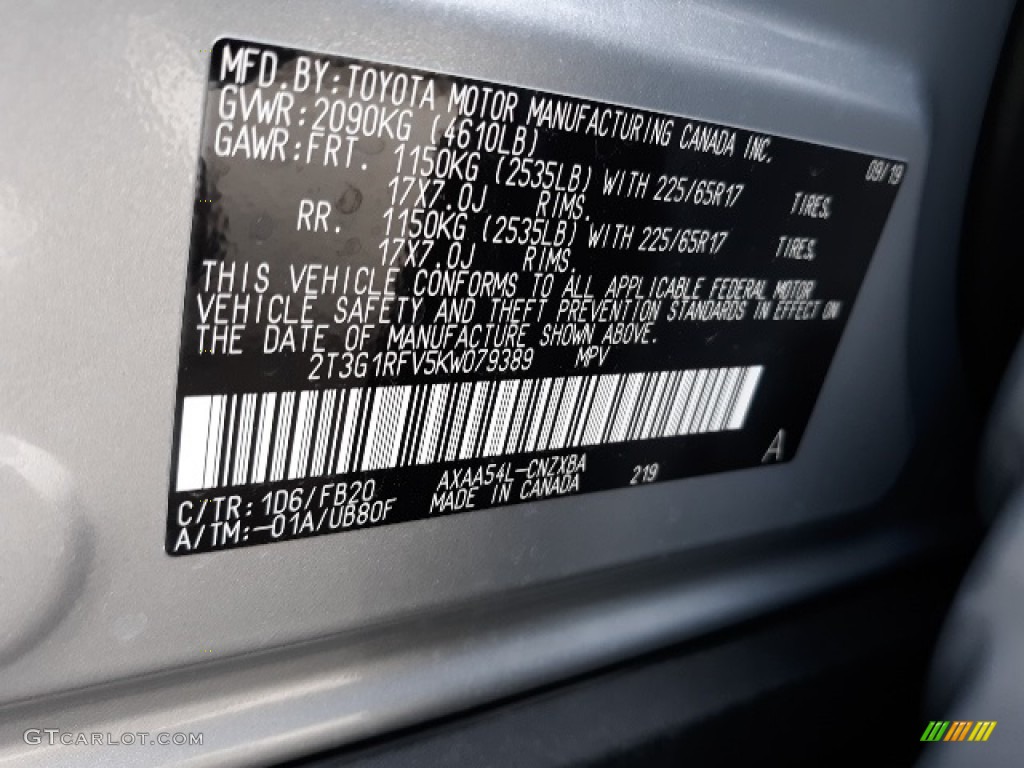 MFD.BY:TOYOTA MOTOR MANUFACTURING CANADA INC.
GVWR:2090KG (4610LB) 09/19
GAWR:FRT. 1150KG (2535LB) WITH 225/65R17 TIRES,
17X7.0J RIMS.
RR. 1150KG (2535LB) WITH 225/65R17 TIRES,
17X7.0J RIMS.
THIS VEHICLE CONFORMS TO ALL APPLICABLE FEDERAL MOTOR
VEHICLE SAFETY AND THEFT PREVENTION STANDARDS IN EFFECT ON
THE DATE OF MANUFACTURE SHOWN ABOVE.
2T3G1RFV5KW079389 MPV
A
C/TR: 1D6/FB20 AXAA54L-CNZXBA 219
A/TM:-01A/UB80F MADE IN CANADA
GTCARLOT.COM